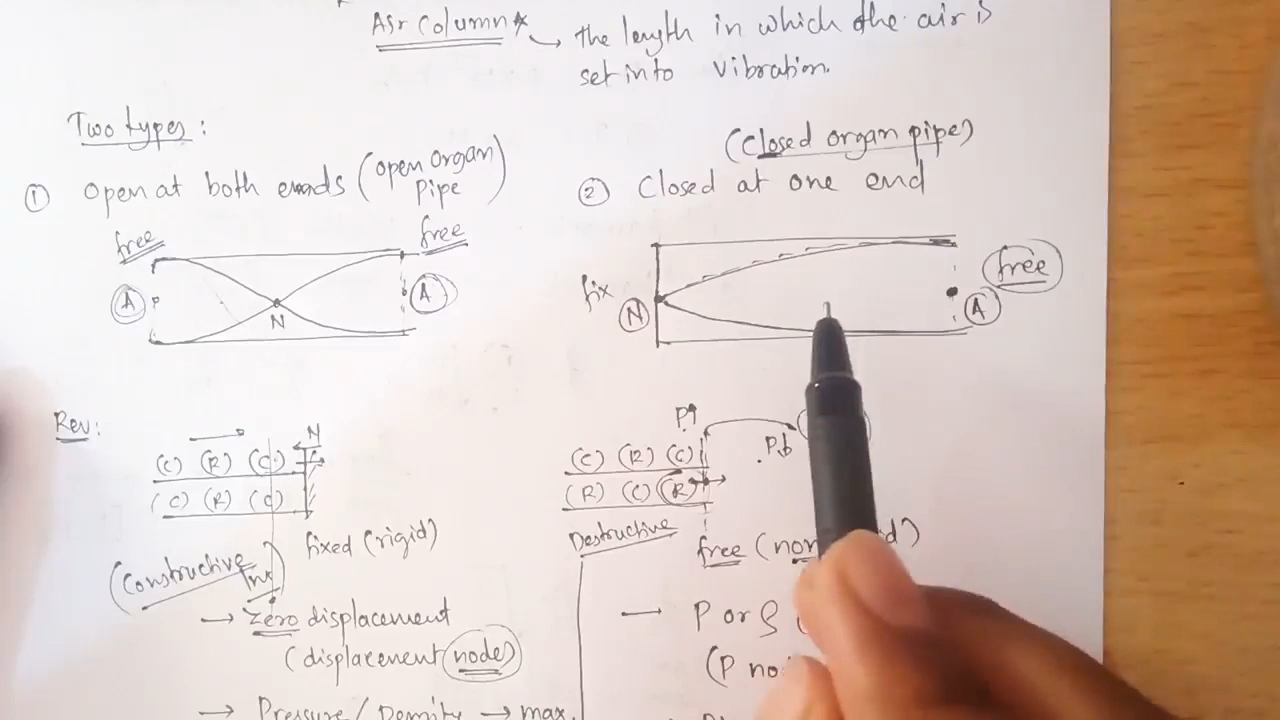 Air Column * → the length in which the air is
set into vibration.
Two types :
① Open at both ends (open organ pipe)
free free
A N A
② Closed at one end
(Closed organ pipe)
fix N A free
Rev:
N
(C) (R) (C)
(C) (R) (C)
fixed (rigid)
(Constructive Int)
→ Zero displacement
(displacement node)
→ Pressure/Density → max.
P↑
P↓
(C) (R) (C)
(R) (C) (R)
Destructive
free
→ P or ρ